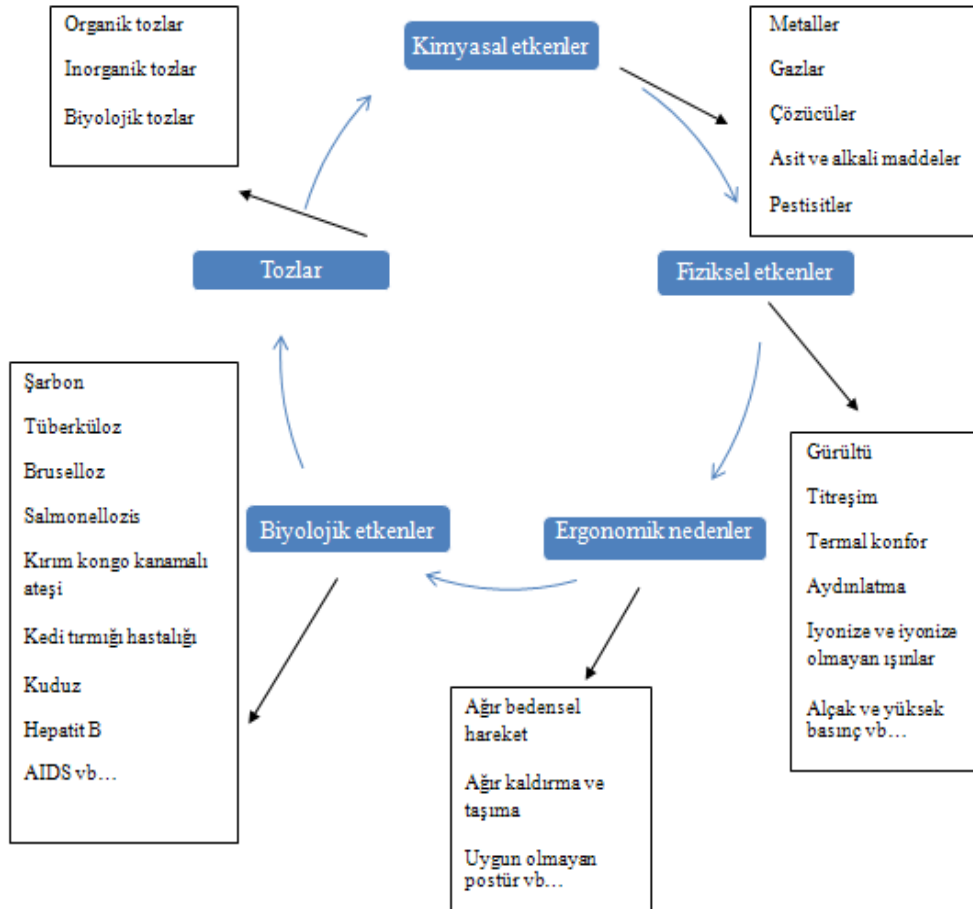 Organik tozlar
Inorganik tozlar
Biyolojik tozlar
Kimyasal etkenler
Metaller
Gazlar
Çözücüler
Asit ve alkali maddeler
Pestisitler
Tozlar
Fiziksel etkenler
Şarbon
Tüberküloz
Bruselloz
Salmonellozis
Kırım kongo kanamalı
ateşi
Kedi tırmığı hastalığı
Kuduz
Hepatit B
AIDS vb...
Biyolojik etkenler
Ergonomik nedenler
Gürültü
Titreşim
Termal konfor
Aydınlatma
Iyonize ve iyonize
olmayan ışınlar
Alçak ve yüksek
basınç vb...
Ağır bedensel
hareket
Ağır kaldırma ve
taşıma
Uygun olmayan
postür vb...